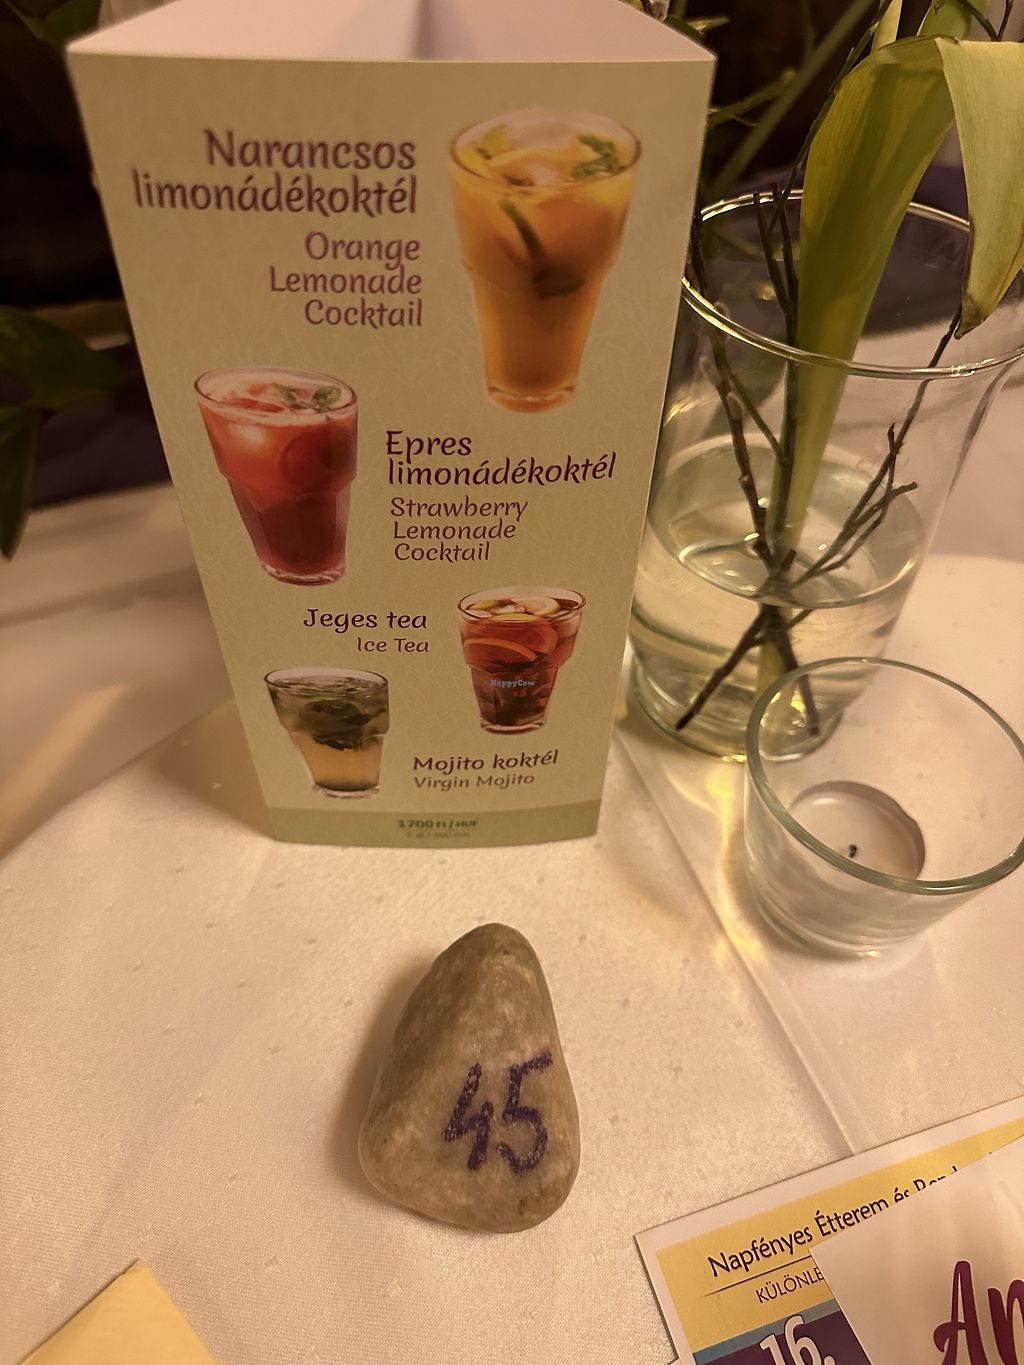 Narancsos
limonádékoktél
Orange
Lemonade
Cocktail
Epres
limonádékoktél
Strawberry
Lemonade
Cocktail
Jeges tea
Ice Tea
HappyCow
Mojito koktél
Virgin Mojito
1700 Ft / HUF
45
Napfényes Étterem és
KÜLÖNLE
16.
An